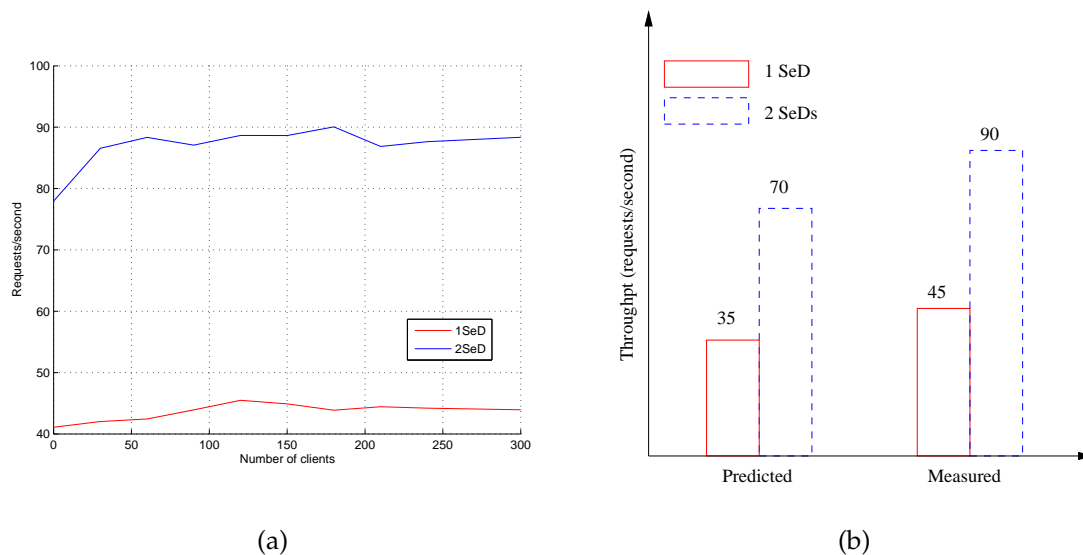 100
90
80
70
60
50
40
0
50
100
150
200
250
300
Requests/second
Number of clients
1SeD
2SeD
(a)
Throughpt (requests/second)
1 SeD
2 SeDs
35
70
45
90
Predicted
Measured
(b)